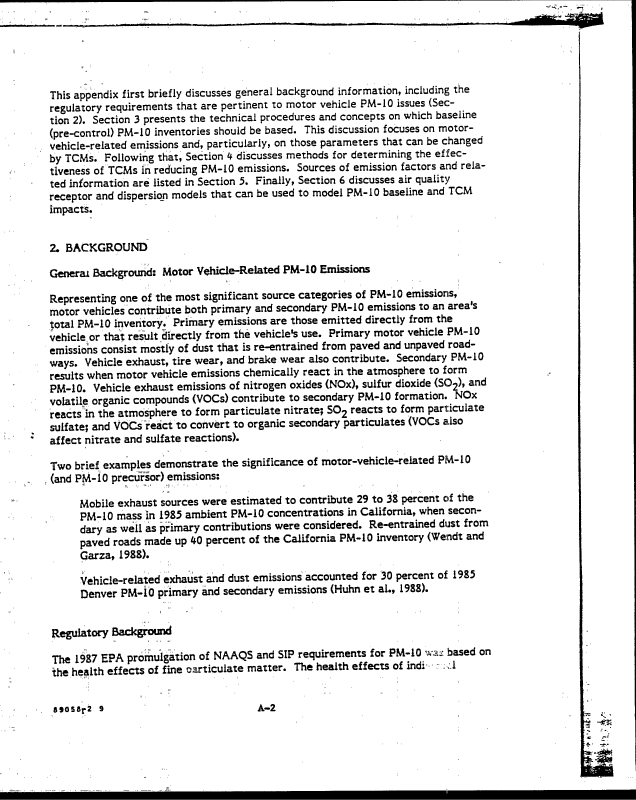 This appendix first briefly discusses general background information, including the
regulatory requirements that are pertinent to motor vehicle PM-10 issues (Sec-
tion 2). Section 3 presents the technical procedures and concepts on which baseline
(pre-control) PM-10 inventories should be based. This discussion focuses on motor-
vehicle-related emissions and, particularly, on those parameters that can be changed
by TCMs. Following that, Section 4 discusses methods for determining the effec-
tiveness of TCMs in reducing PM-10 emissions. Sources of emission factors and rela-
ted information are listed in Section 5. Finally, Section 6 discusses air quality
receptor and dispersion models that can be used to model PM-10 baseline and TCM
impacts.
2. BACKGROUND
General Background: Motor Vehicle-Related PM-10 Emissions
Representing one of the most significant source categories of PM-10 emissions,
motor vehicles contribute both primary and secondary PM-10 emissions to an area's
total PM-10 inventory. Primary emissions are those emitted directly from the
vehicle or that result directly from the vehicle's use. Primary motor vehicle PM-10
emissions consist mostly of dust that is re-entrained from paved and unpaved road-
ways. Vehicle exhaust, tire wear, and brake wear also contribute. Secondary PM-10
results when motor vehicle emissions chemically react in the atmosphere to form
PM-10. Vehicle exhaust emissions of nitrogen oxides (NOx), sulfur dioxide (SO2), and
volatile organic compounds (VOCs) contribute to secondary PM-10 formation. NOx
reacts in the atmosphere to form particulate nitrate; SO2 reacts to form particulate
sulfate; and VOCs react to convert to organic secondary particulates (VOCs also
affect nitrate and sulfate reactions).
Two brief examples demonstrate the significance of motor-vehicle-related PM-10
(and PM-10 precursor) emissions:
Mobile exhaust sources were estimated to contribute 29 to 38 percent of the
PM-10 mass in 1985 ambient PM-10 concentrations in California, when secon-
dary as well as primary contributions were considered. Re-entrained dust from
paved roads made up 40 percent of the California PM-10 inventory (Wendt and
Garza, 1988).
Vehicle-related exhaust and dust emissions accounted for 30 percent of 1985
Denver PM-10 primary and secondary emissions (Huhn et al., 1988).
Regulatory Background
The 1987 EPA promulgation of NAAQS and SIP requirements for PM-10 was based on
the health effects of fine particulate matter. The health effects of
89058r2 9
A-2